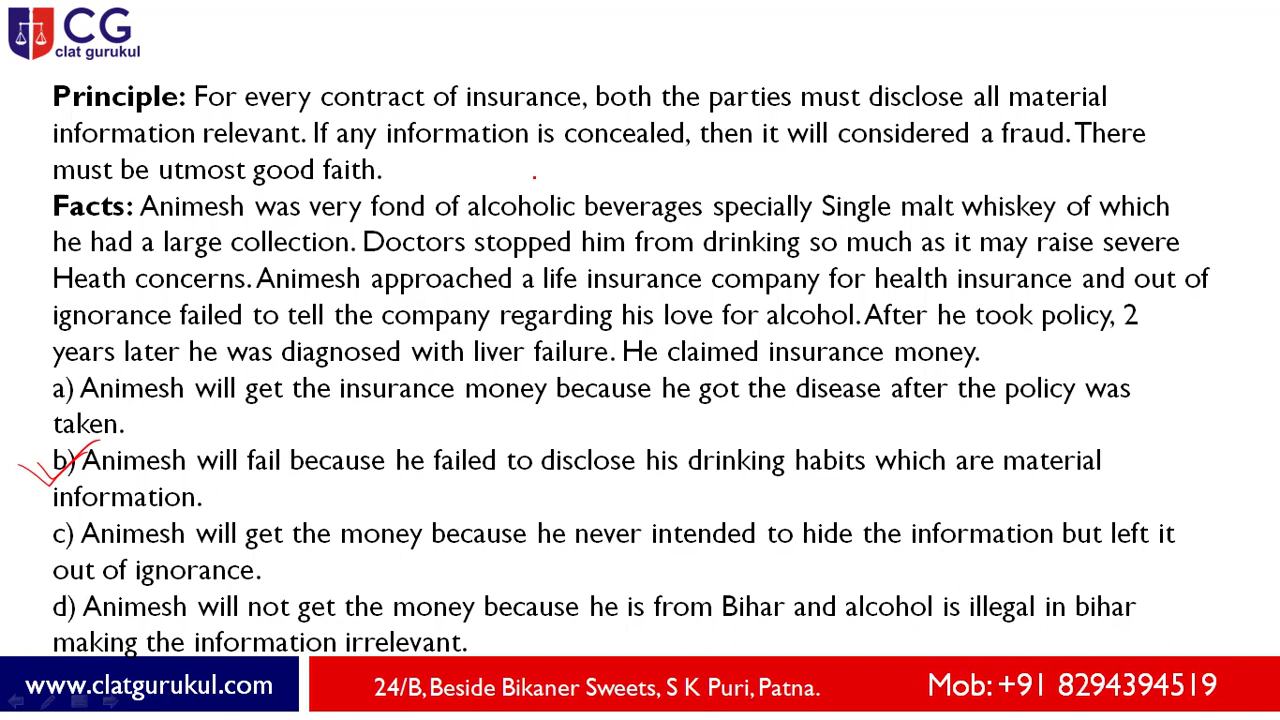 CG
clat gurukul
Principle: For every contract of insurance, both the parties must disclose all material
information relevant. If any information is concealed, then it will considered a fraud. There
must be utmost good faith.
Facts: Animesh was very fond of alcoholic beverages specially Single malt whiskey of which
he had a large collection. Doctors stopped him from drinking so much as it may raise severe
Heath concerns. Animesh approached a life insurance company for health insurance and out of
ignorance failed to tell the company regarding his love for alcohol. After he took policy, 2
years later he was diagnosed with liver failure. He claimed insurance money.
a) Animesh will get the insurance money because he got the disease after the policy was
taken.
b) Animesh will fail because he failed to disclose his drinking habits which are material
information.
c) Animesh will get the money because he never intended to hide the information but left it
out of ignorance.
d) Animesh will not get the money because he is from Bihar and alcohol is illegal in bihar
making the information irrelevant.
www.clatgurukul.com
24/B, Beside Bikaner Sweets, S K Puri, Patna.
Mob: +91 8294394519